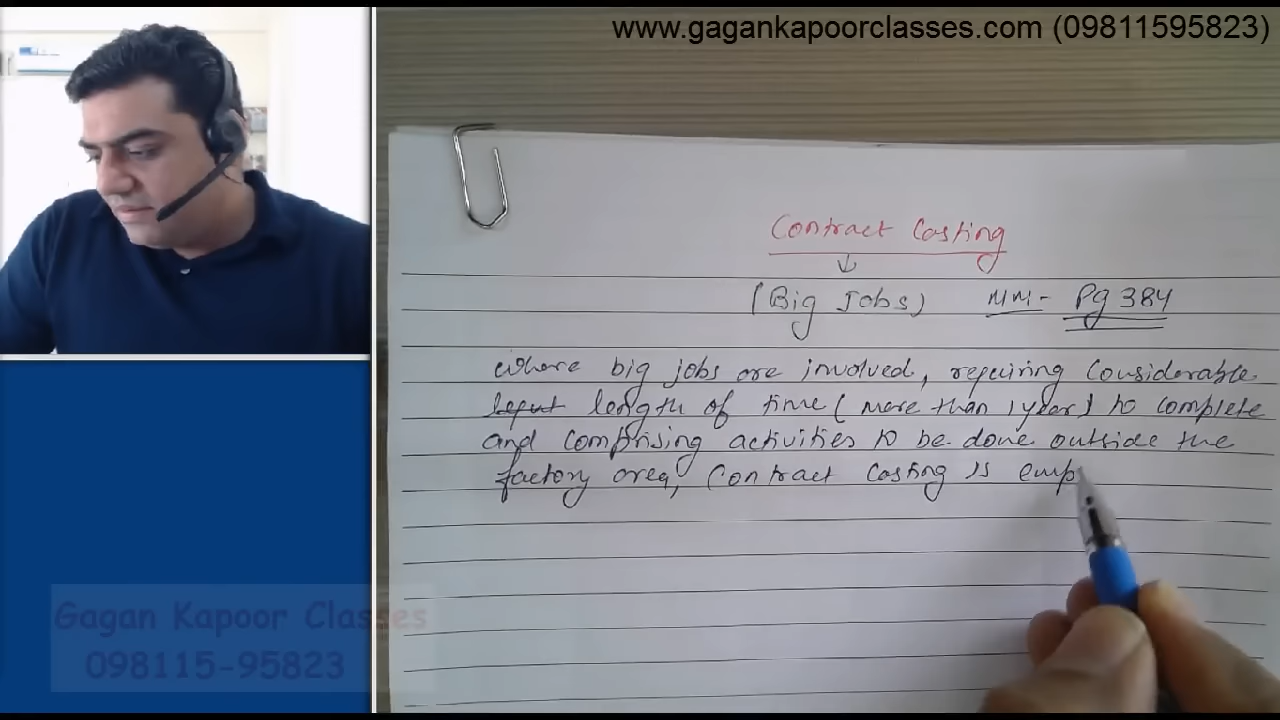 www.gagankapoorclasses.com (09811595823)
Contract Costing
(Big Jobs) MM- Pg 384
where big jobs are involved, requiring considerable
length of time (more than 1 year) to complete
and comprising activities to be done outside the
factory area, Contract Costing is emp
Gagan Kapoor Classes
098115-95823